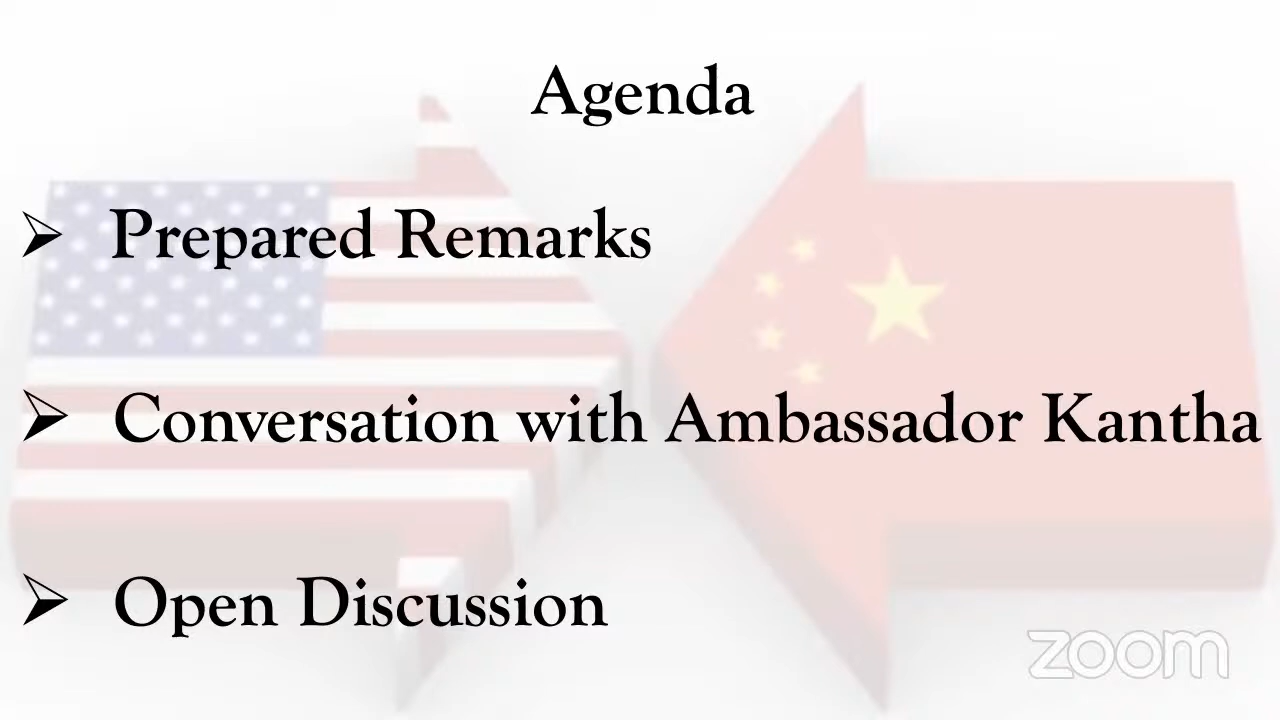 Agenda
Prepared Remarks
Conversation with Ambassador Kantha
Open Discussion
zoom